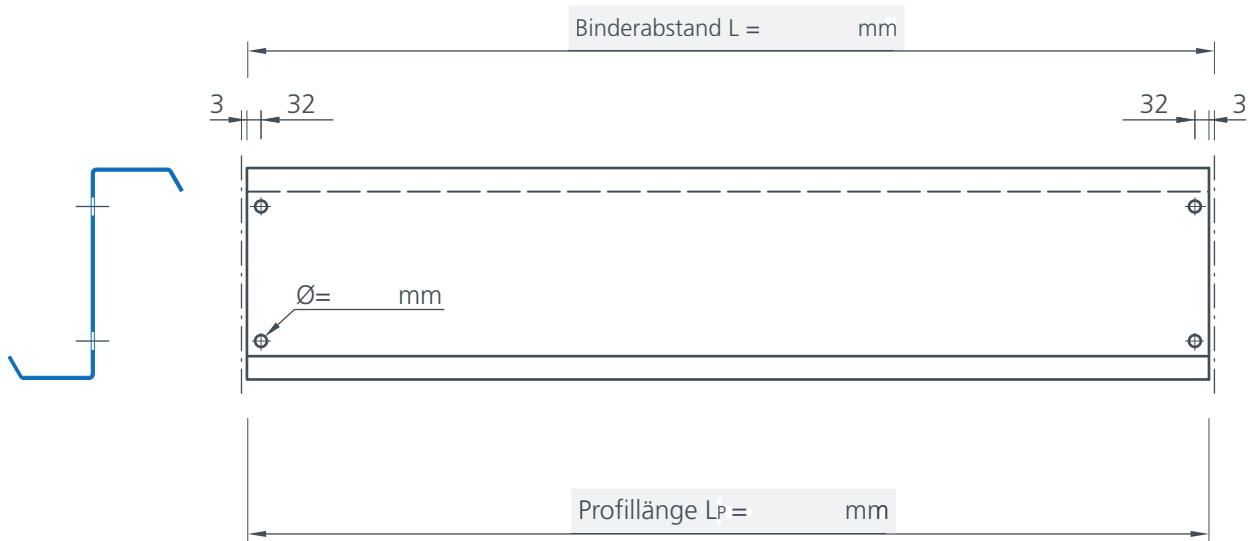 Binderabstand L = mm
3 32 32 3
Ø= mm
Profillänge LP = mm